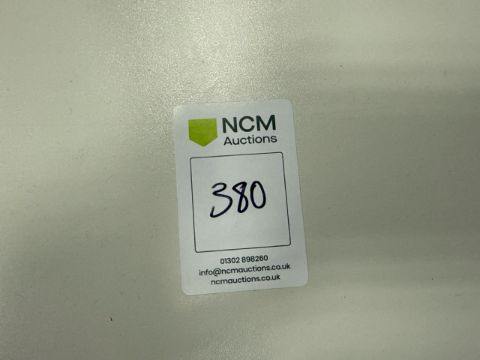 NCM
Auctions
380
01302 898260
info@ncmauctions.co.uk
ncmauctions.co.uk